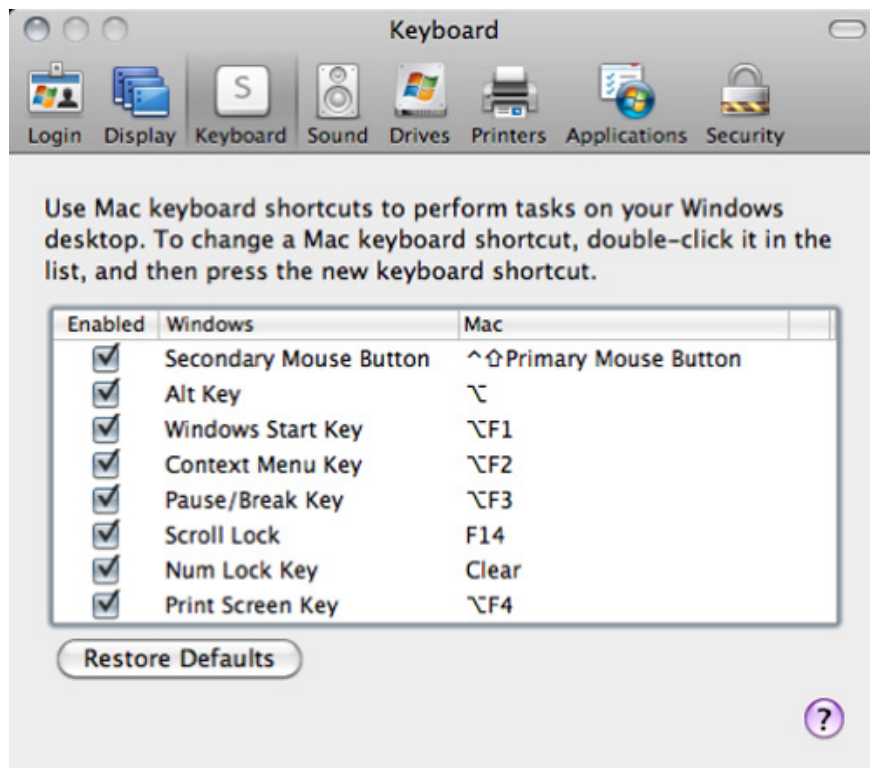 Keyboard
S
Login Display Keyboard Sound Drives Printers Applications Security
Use Mac keyboard shortcuts to perform tasks on your Windows
desktop. To change a Mac keyboard shortcut, double-click it in the
list, and then press the new keyboard shortcut.
Enabled Windows Mac
Secondary Mouse Button ^⇧Primary Mouse Button
Alt Key ⌥
Windows Start Key ⌥F1
Context Menu Key ⌥F2
Pause/Break Key ⌥F3
Scroll Lock F14
Num Lock Key Clear
Print Screen Key ⌥F4
Restore Defaults
?